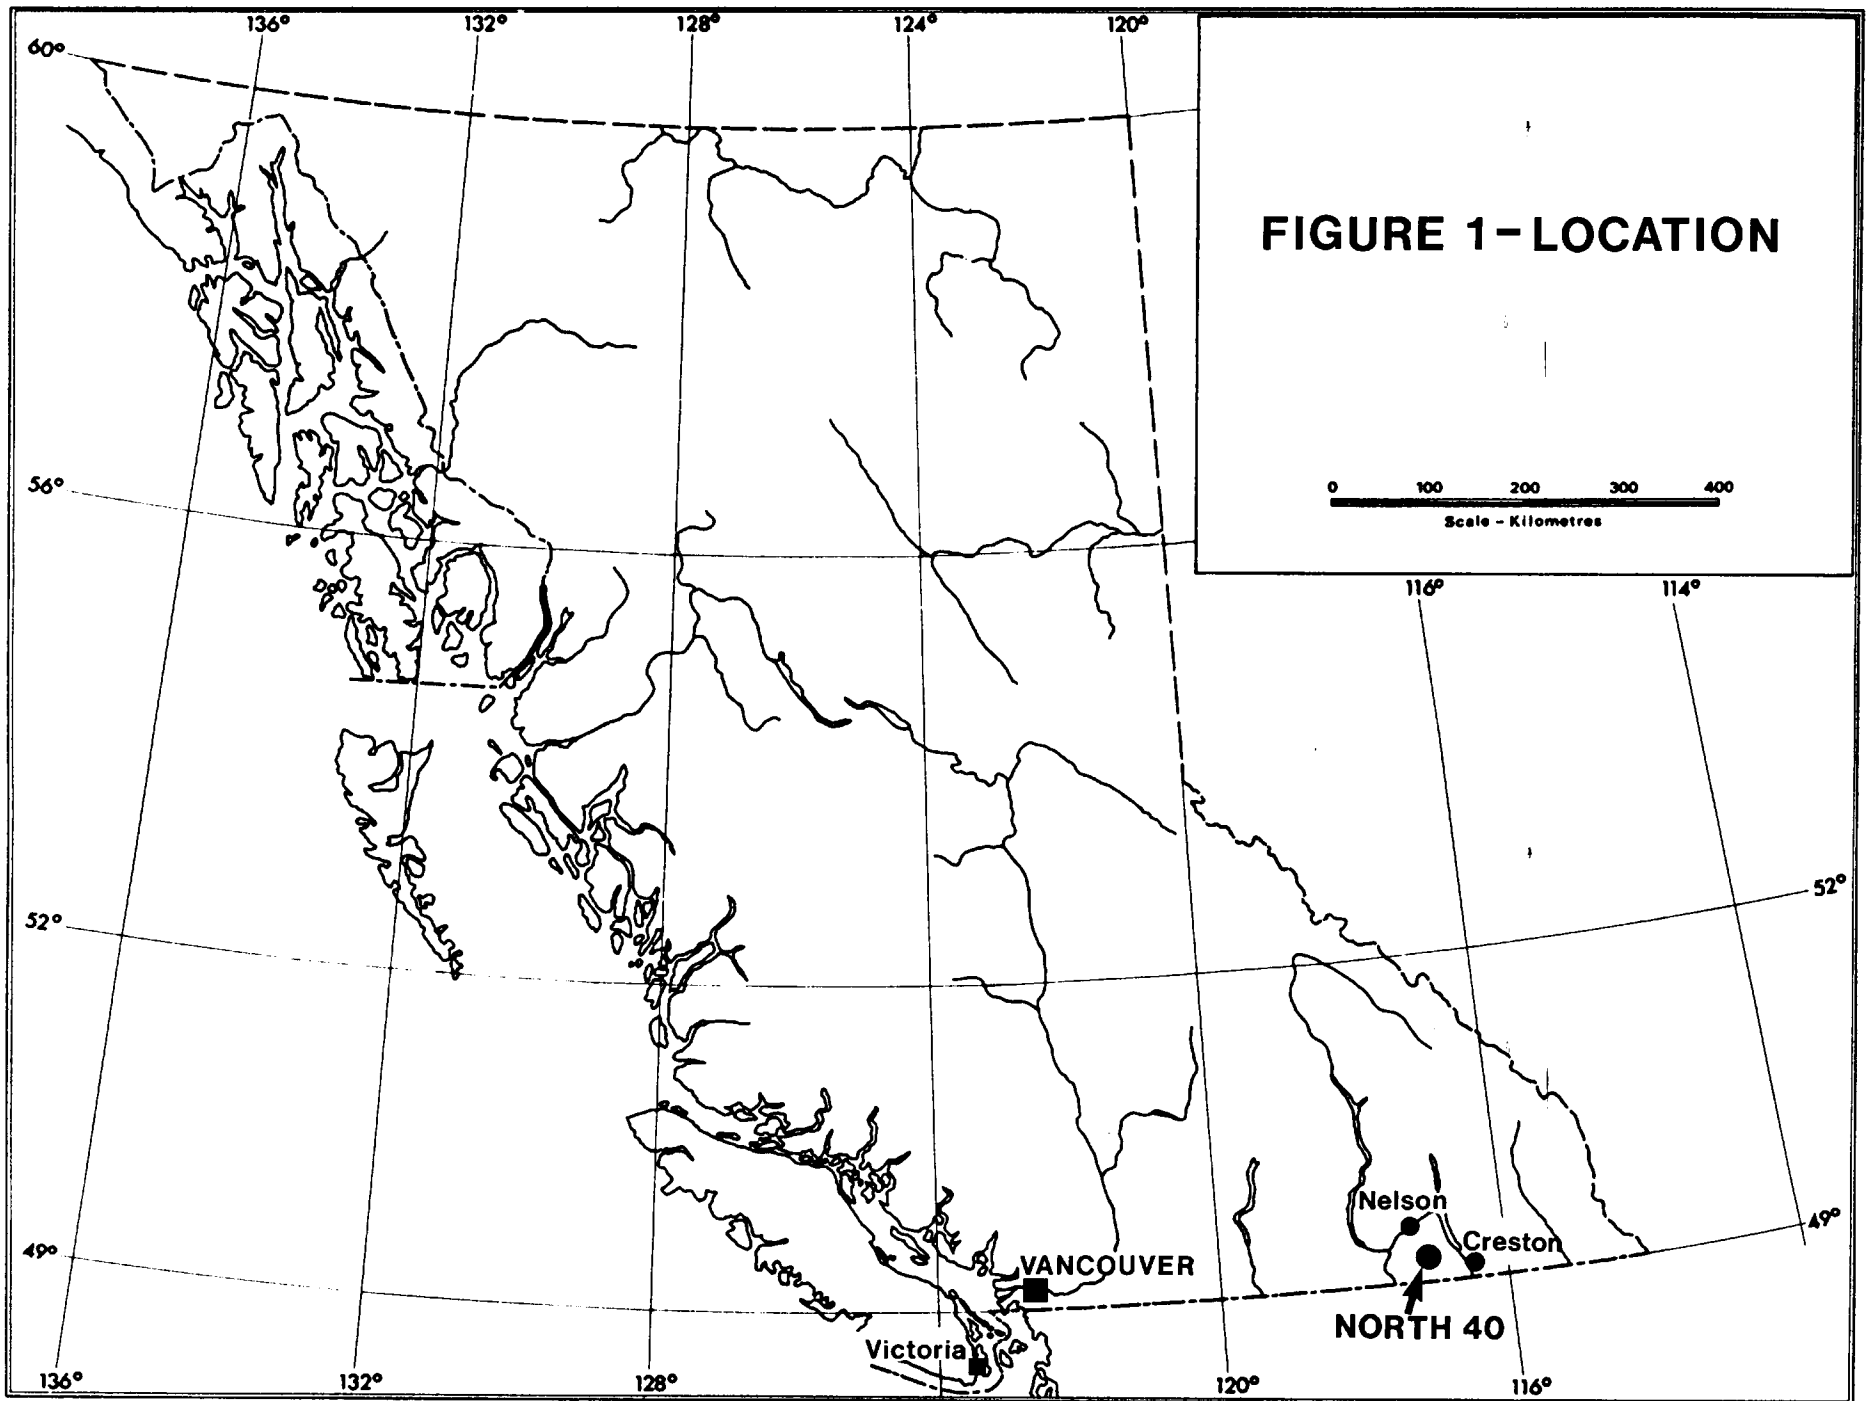 136°
132°
128°
124°
120°
60°
FIGURE 1-LOCATION
56°
0 100 200 300 400
Scale - Kilometres
116°
114°
52°
52°
Nelson
49°
Creston
49°
VANCOUVER
NORTH 40
Victoria
136°
132°
128°
120°
116°